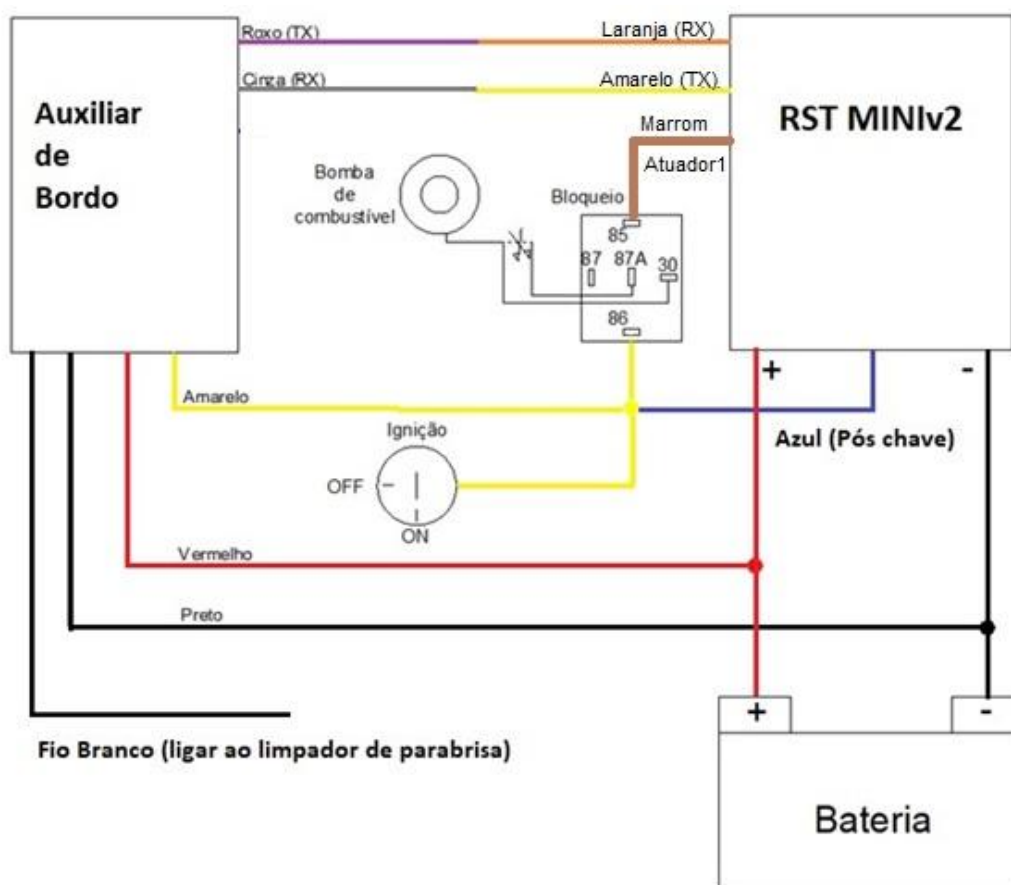 Roxo (TX)
Laranja (RX)
Cinza (RX)
Amarelo (TX)
Auxiliar
de
Bordo
RST MINIv2
Marrom
Atuador1
Bomba
de
combustível
Bloqueio
85
87 87A 30
86
+ -
Amarelo
Azul (Pós chave)
Ignição
OFF
ON
Vermelho
Preto
Fio Branco (ligar ao limpador de parabrisa)
+ -
Bateria